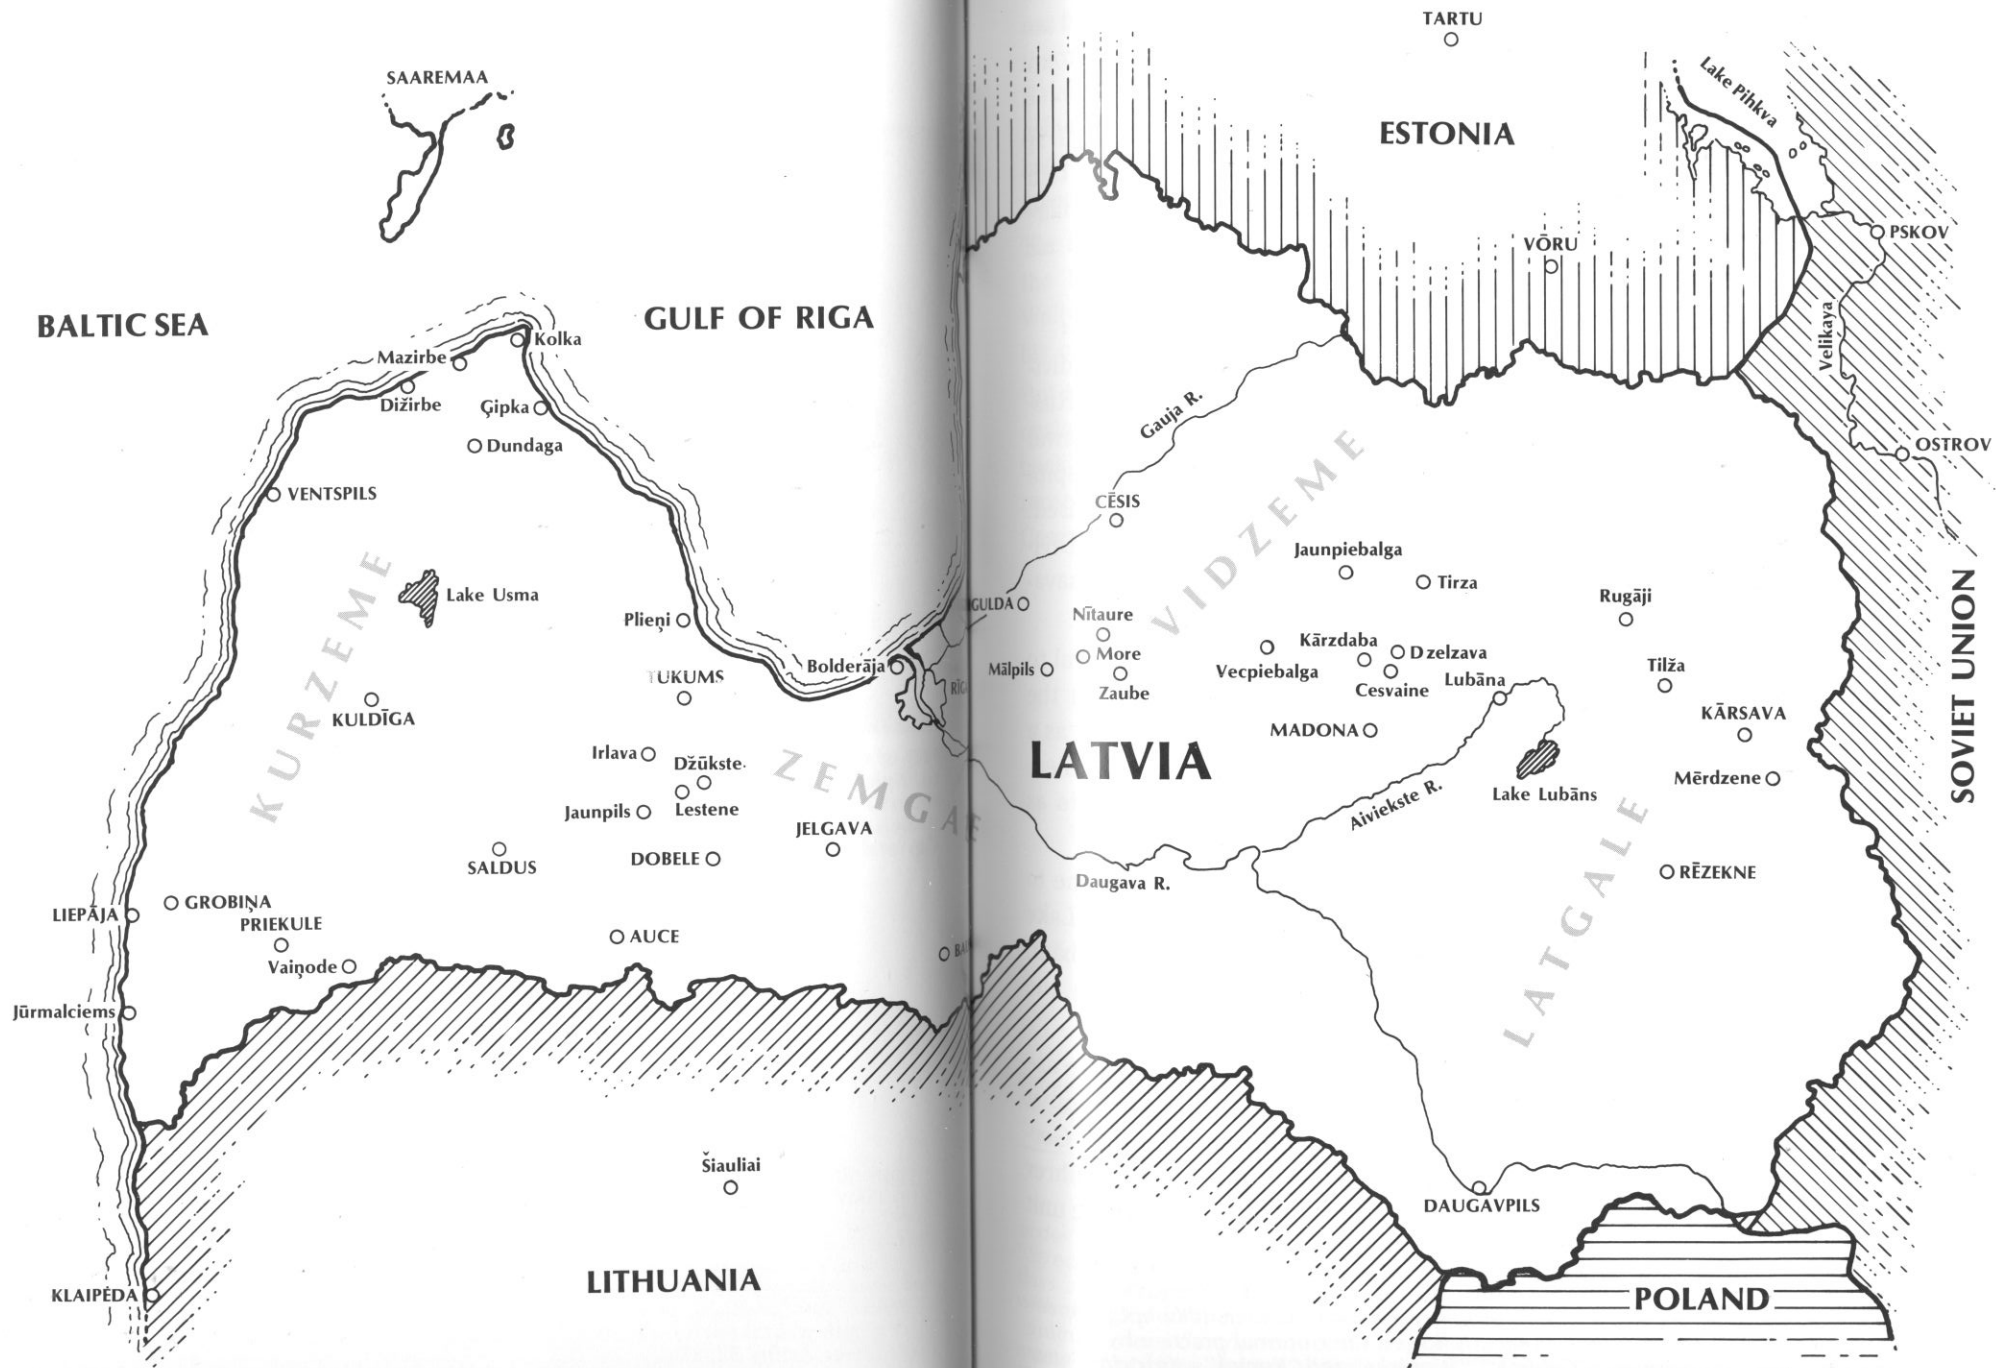 TARTU
SAAREMAA
Lake Pihkva
ESTONIA
PSKOV
VÕRU
BALTIC SEA
GULF OF RIGA
Kolka
Mazirbe
Velikaya
Dižirbe
Ģipka
Gauja R.
Dundaga
OSTROV
VENTSPILS
CĒSIS
VIDZEME
Jaunpiebalga
Tirza
KURZEME
Lake Usma
Rugāji
SOVIET UNION
Plieņi
Nītaure
Kārzdaba
Dzelzava
More
Bolderāja
Mālpils
Vecpiebalga
Cesvaine
Lubāna
Tilža
TUKUMS
Zaube
KULDĪGA
KĀRSAVA
MADONA
Irlava
Džūkste
LATVIA
ZEMGA
Mērdzene
Lake Lubāns
Jaunpils
Lestene
Aiviekste R.
JELGAVA
SALDUS
DOBELE
RĒZEKNE
Daugava R.
GROBIŅA
LIEPĀJA
PRIEKULE
AUCE
LATGALE
Vaiņode
Jūrmalciems
Šiauliai
DAUGAVPILS
LITHUANIA
KLAIPĖDA
POLAND